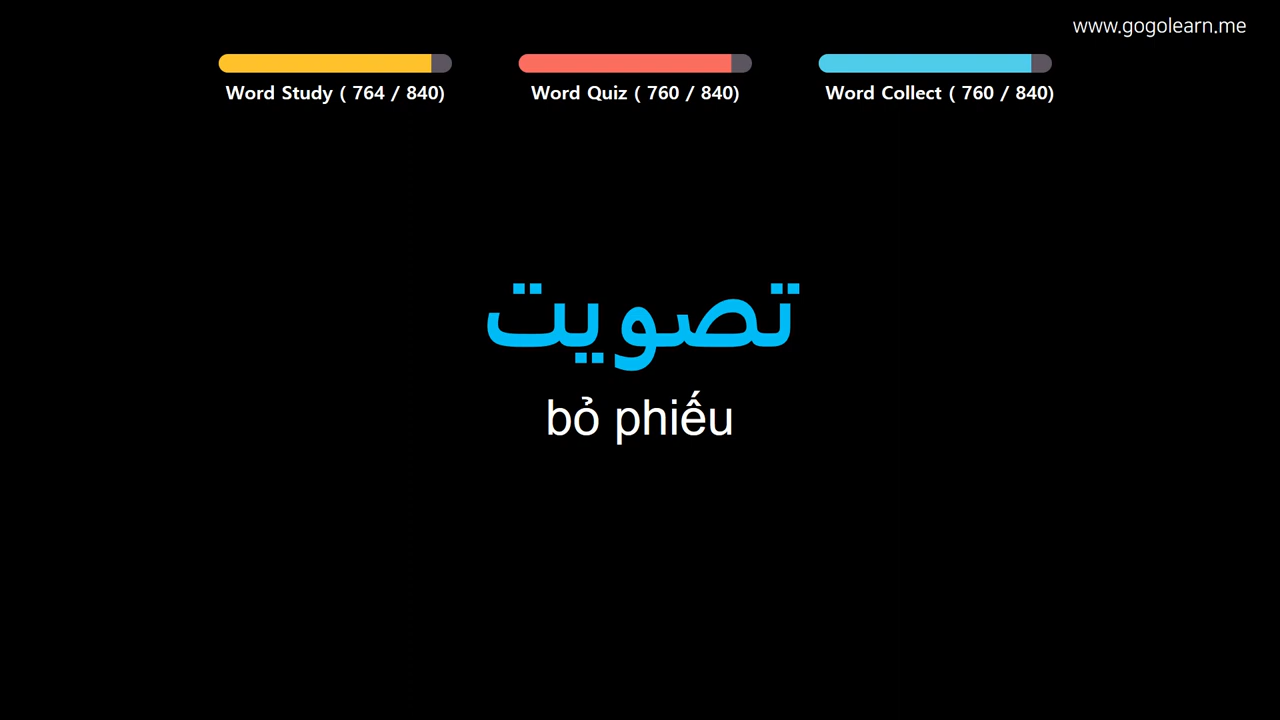 www.gogolearn.me
Word Study ( 764 / 840)
Word Quiz ( 760 / 840)
Word Collect ( 760 / 840)
تصويت
bỏ phiếu